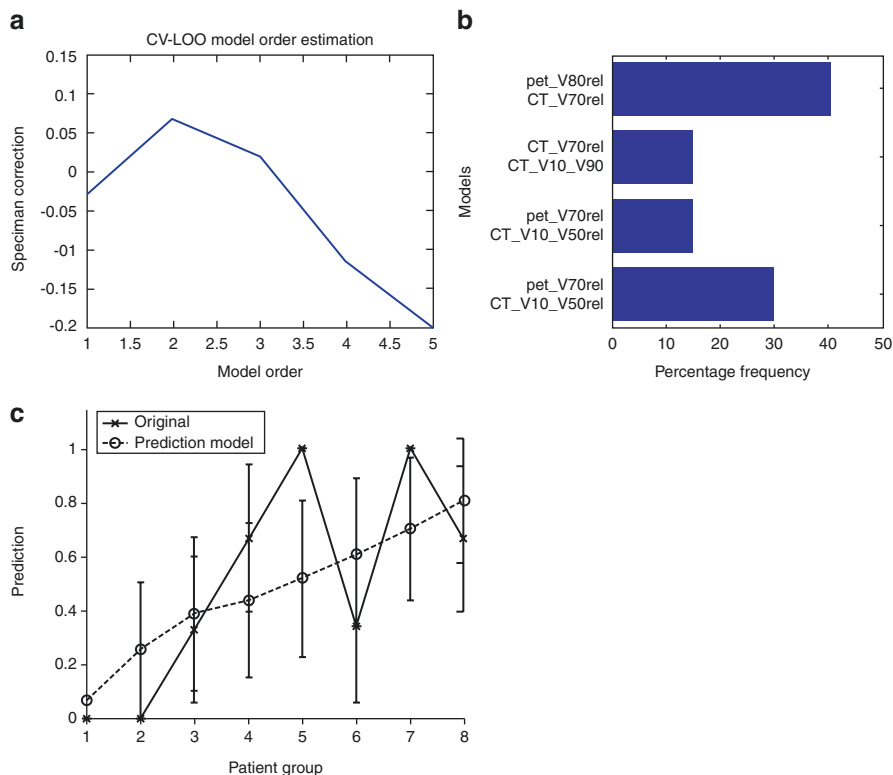 a
CV-LOO model order estimation
0.15
0.1
0.05
0
-0.05
-01
-0.15
-0.2
Speciman correction
1 1.5 2 2.5 3 3.5 4 4.5 5
Model order
b
pet_V80rel
CT_V70rel
CT_V70rel
CT_V10_V90
pet_V70rel
CT_V10_V50rel
pet_V70rel
CT_V10_V50rel
Models
0 10 20 30 40 50
Percentage frequency
c
Original
Prediction model
1
0.8
0.6
0.4
0.2
0
Prediction
1 2 3 4 5 6 7 8
Patient group